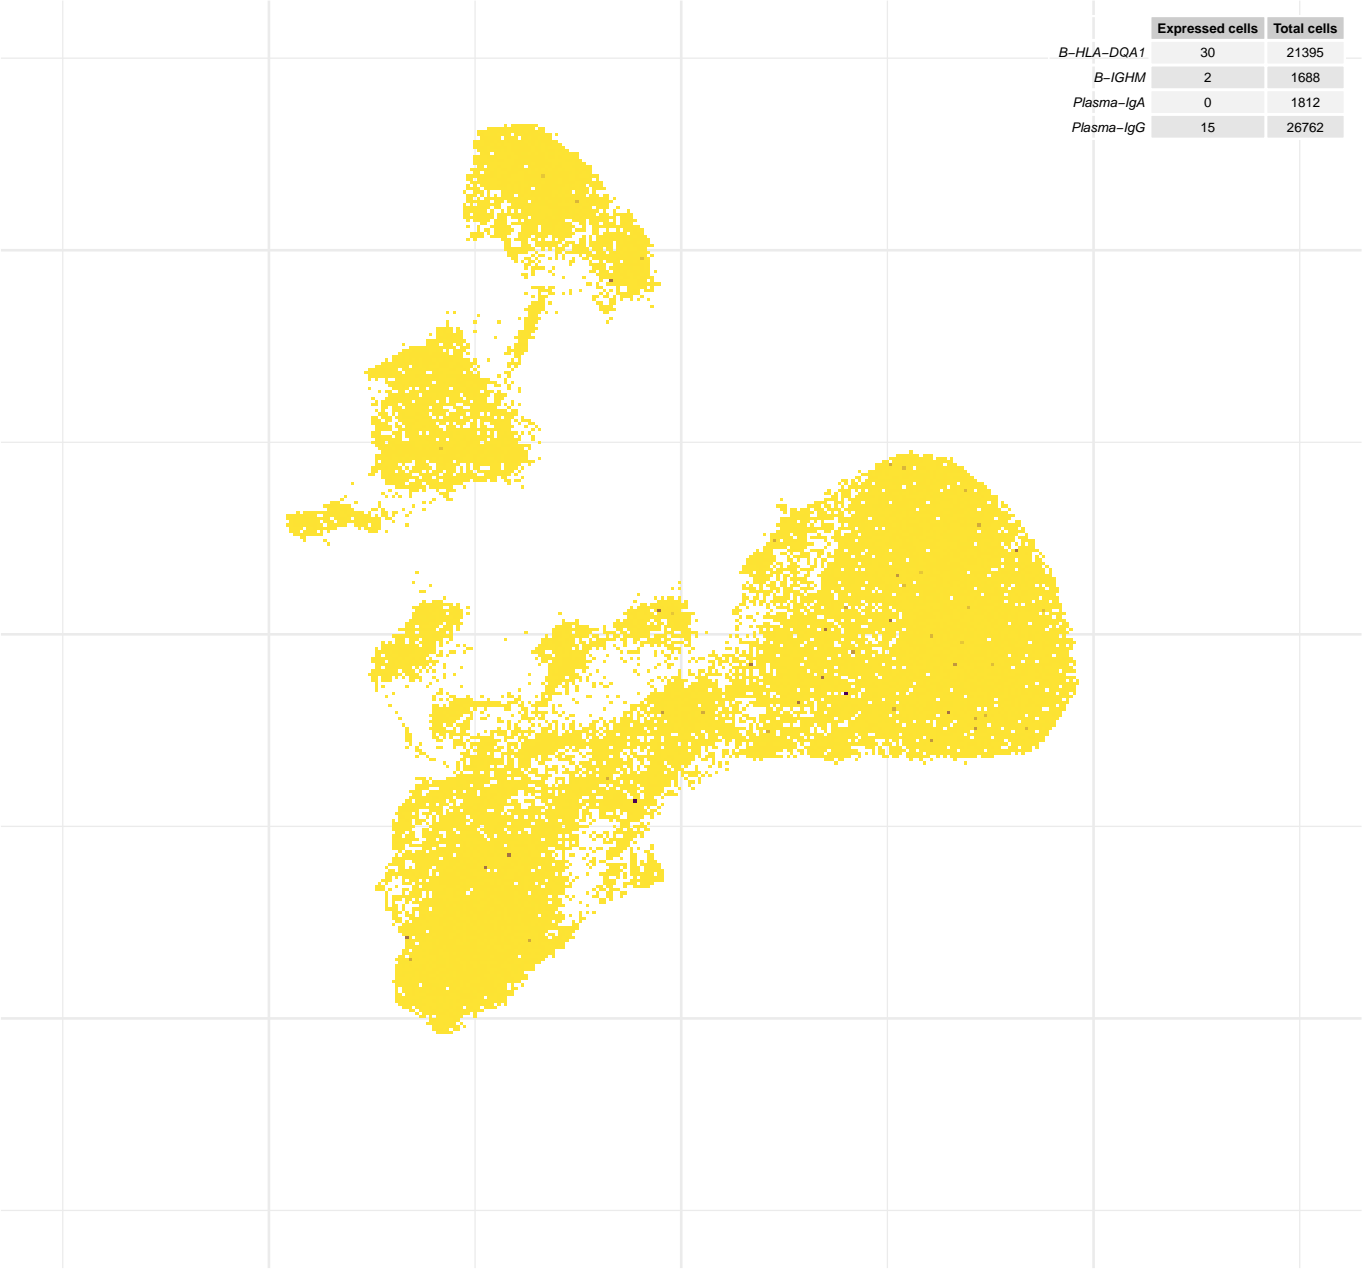 Expressed cells Total cells
B−HLA−DQA1 30 21395
B−IGHM 2 1688
Plasma−IgA 0 1812
Plasma−IgG 15 26762